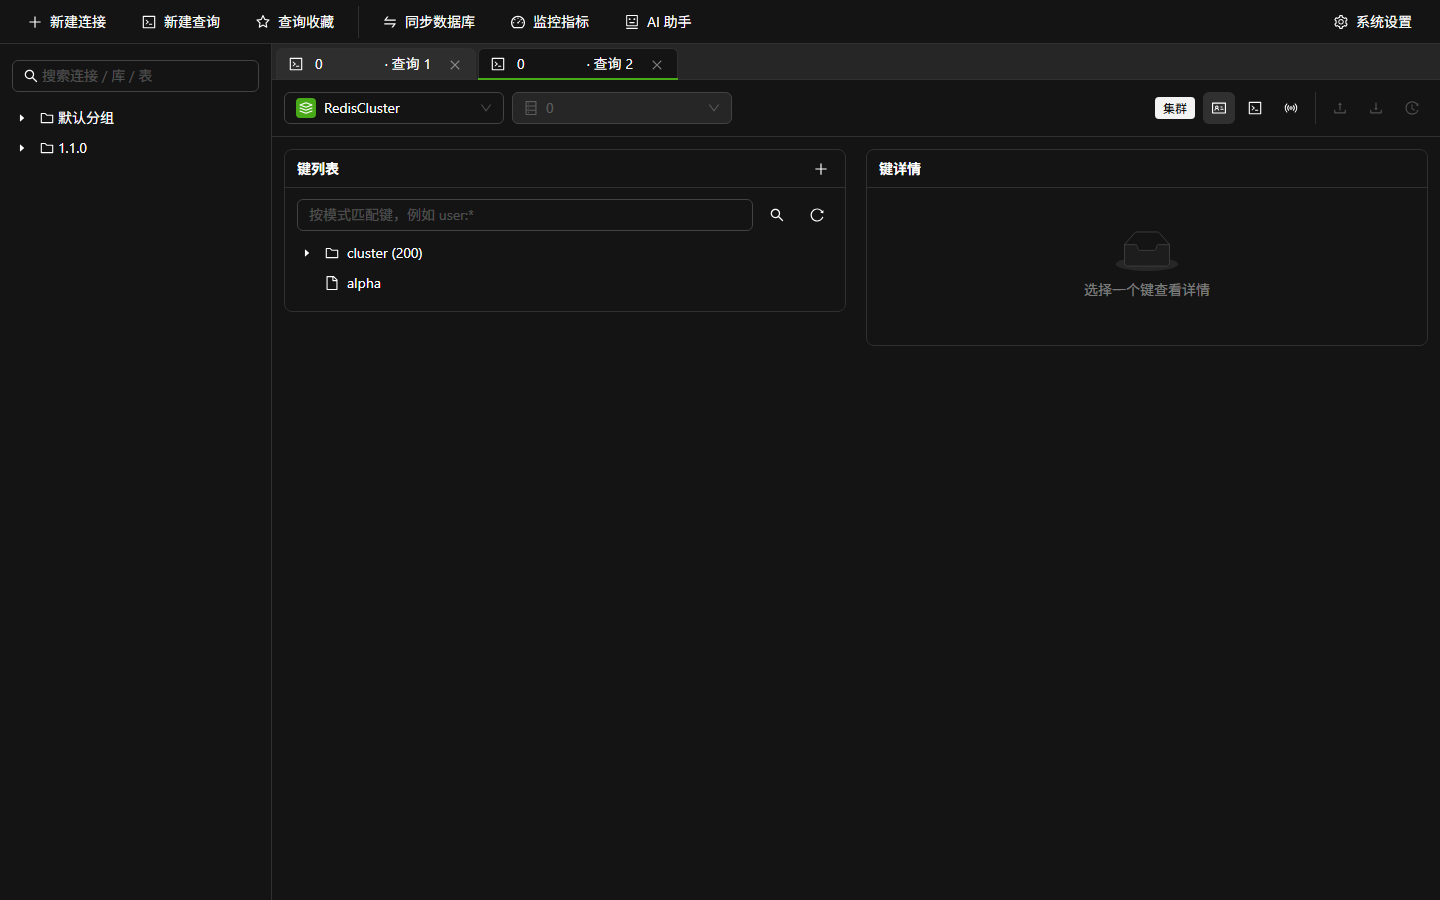 新建连接 新建查询 查询收藏 同步数据库 监控指标 AI 助手 系统设置
搜索连接 / 库 / 表
默认分组
1.1.0
0 · 查询 1
0 · 查询 2
RedisCluster
0
集群
键列表
按模式匹配键，例如 user:*
cluster (200)
alpha
键详情
选择一个键查看详情